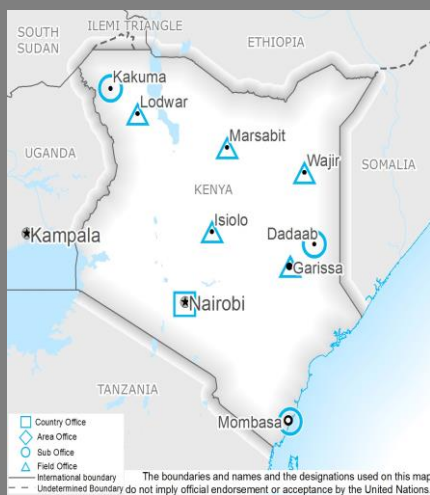 ILEMI TRIANGLE
SOUTH
SUDAN
ETHIOPIA
Kakuma
Lodwar
Marsabit
Wajir
UGANDA
SOMALIA
KENYA
Isiolo
Kampala
Dadaab
Garissa
Nairobi
TANZANIA
Mombasa
Country Office
Area Office
Sub Office
Field Office
International boundary
Undetermined Boundary
The boundaries and names and the designations used on this map
do not imply official endorsement or acceptance by the United Nations.